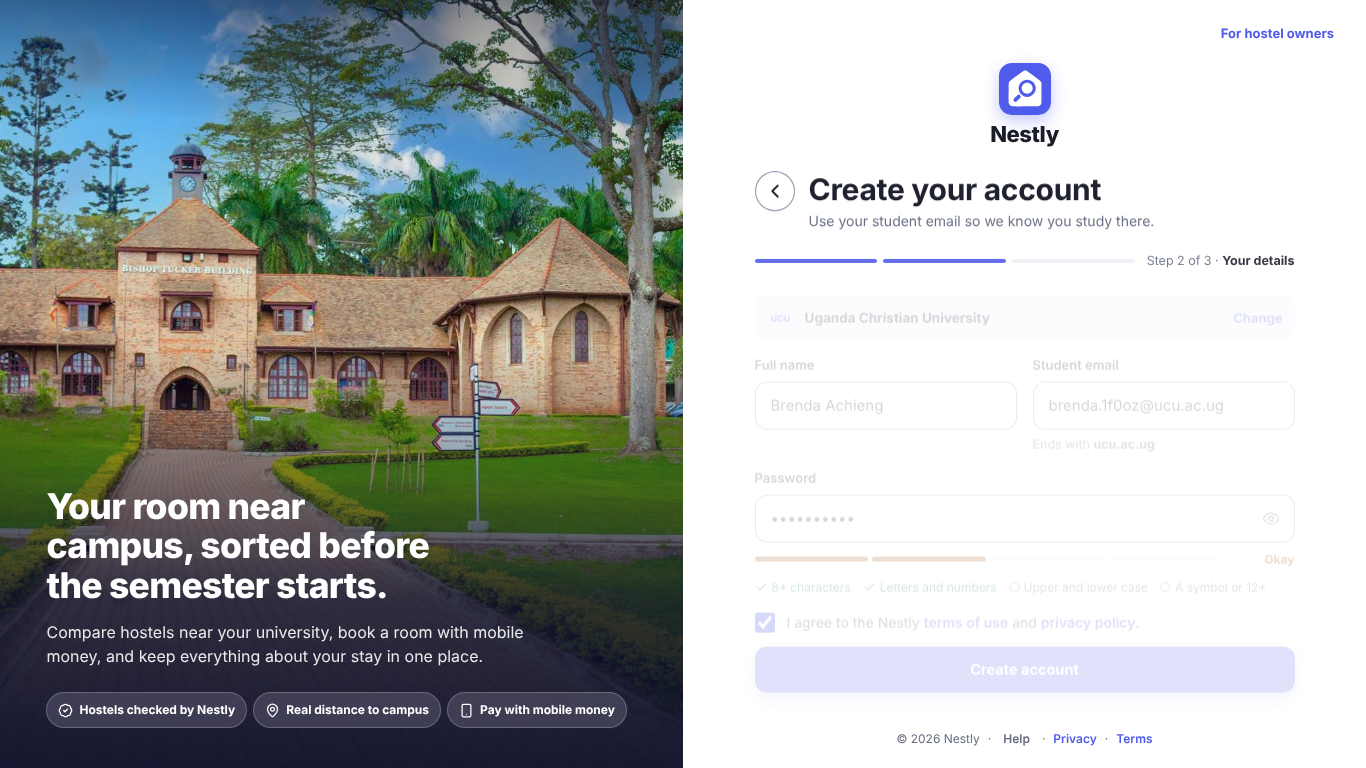 BISHOP TUCKER BUILDING
Your room near
campus, sorted before
the semester starts.
Compare hostels near your university, book a room with mobile
money, and keep everything about your stay in one place.
Hostels checked by Nestly
Real distance to campus
Pay with mobile money
For hostel owners
Nestly
Create your account
Use your student email so we know you study there.
Step 2 of 3 · Your details
UCU Uganda Christian University Change
Full name
Brenda Achieng
Student email
brenda.1f0oz@ucu.ac.ug
Ends with ucu.ac.ug
Password
••••••••••
Okay
8+ characters
Letters and numbers
Upper and lower case
A symbol or 12+
I agree to the Nestly terms of use and privacy policy.
Create account
© 2026 Nestly · Help · Privacy · Terms